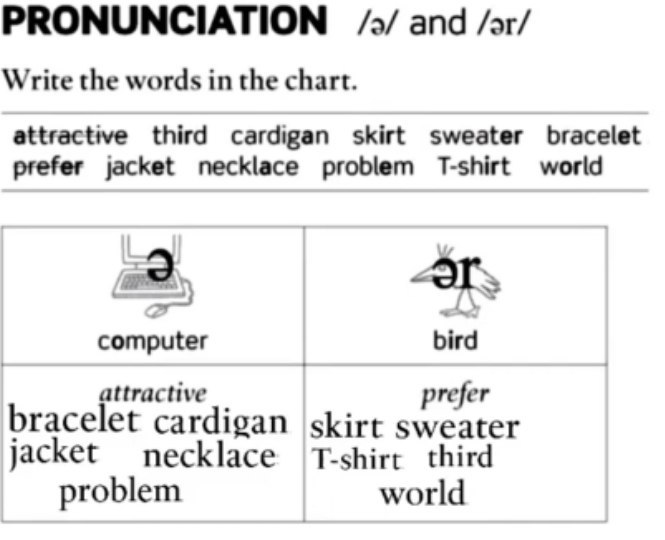 PRONUNCIATION /ə/ and /ər/
Write the words in the chart.
attractive third cardigan skirt sweater bracelet
prefer jacket necklace problem T-shirt world
ə ər
computer bird
attractive prefer
bracelet cardigan skirt sweater
jacket necklace T-shirt third
problem world